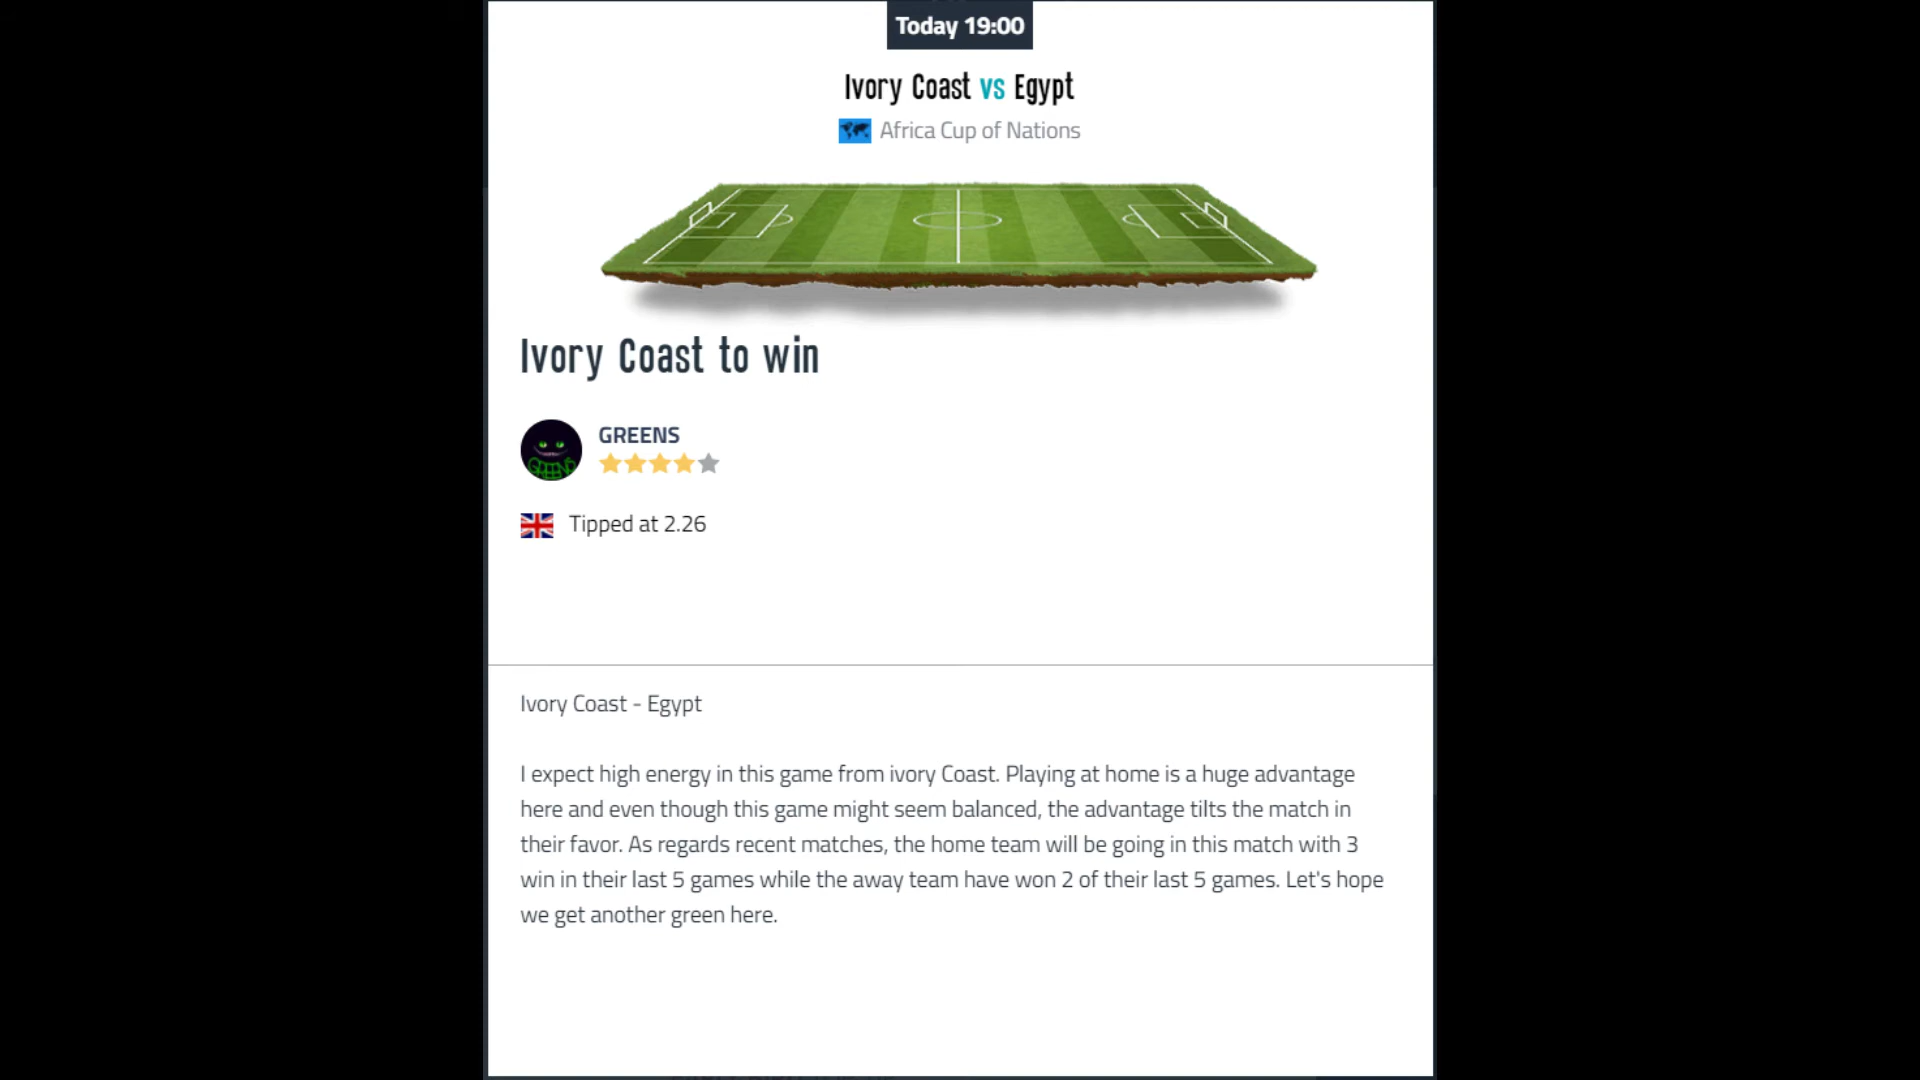 Today 19:00
Ivory Coast vs Egypt
Africa Cup of Nations
Ivory Coast to win
GREENS
GREENS
Tipped at 2.26
Ivory Coast - Egypt
I expect high energy in this game from ivory Coast. Playing at home is a huge advantage
here and even though this game might seem balanced, the advantage tilts the match in
their favor. As regards recent matches, the home team will be going in this match with 3
win in their last 5 games while the away team have won 2 of their last 5 games. Let's hope
we get another green here.